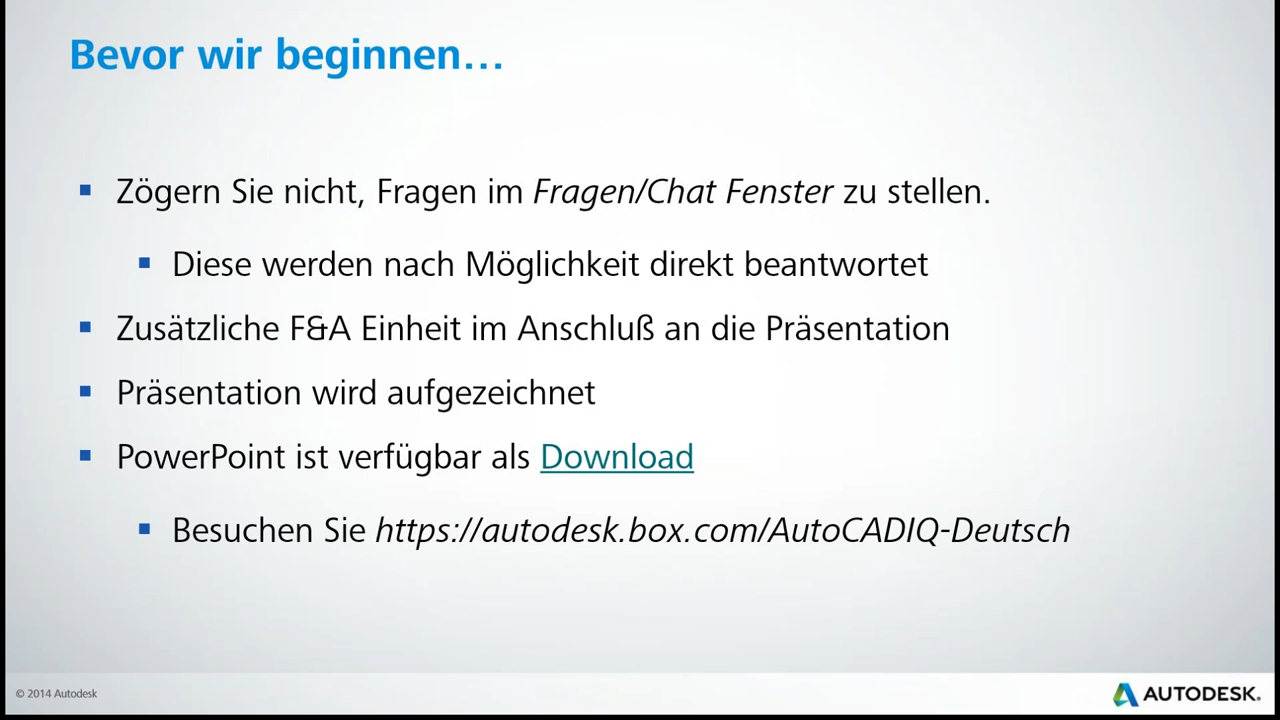 Bevor wir beginnen…
▪ Zögern Sie nicht, Fragen im Fragen/Chat Fenster zu stellen.
▪ Diese werden nach Möglichkeit direkt beantwortet
▪ Zusätzliche F&A Einheit im Anschluß an die Präsentation
▪ Präsentation wird aufgezeichnet
▪ PowerPoint ist verfügbar als Download
▪ Besuchen Sie https://autodesk.box.com/AutoCADIQ-Deutsch
© 2014 Autodesk
AUTODESK.